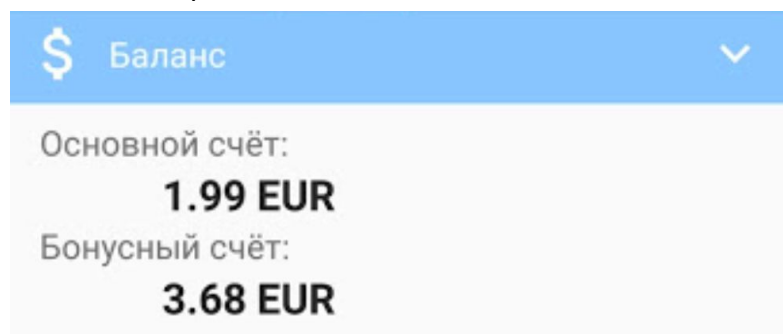 $ Баланс
Основной счёт:
1.99 EUR
Бонусный счёт:
3.68 EUR